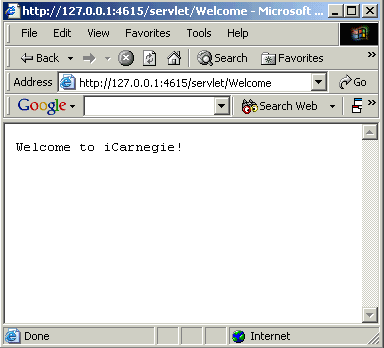 http://127.0.0.1:4615/servlet/Welcome - Microsoft ...
File Edit View Favorites Tools Help
Back Search Favorites »
Address http://127.0.0.1:4615/servlet/Welcome Go
Google Search Web »
Welcome to iCarnegie!
Done Internet